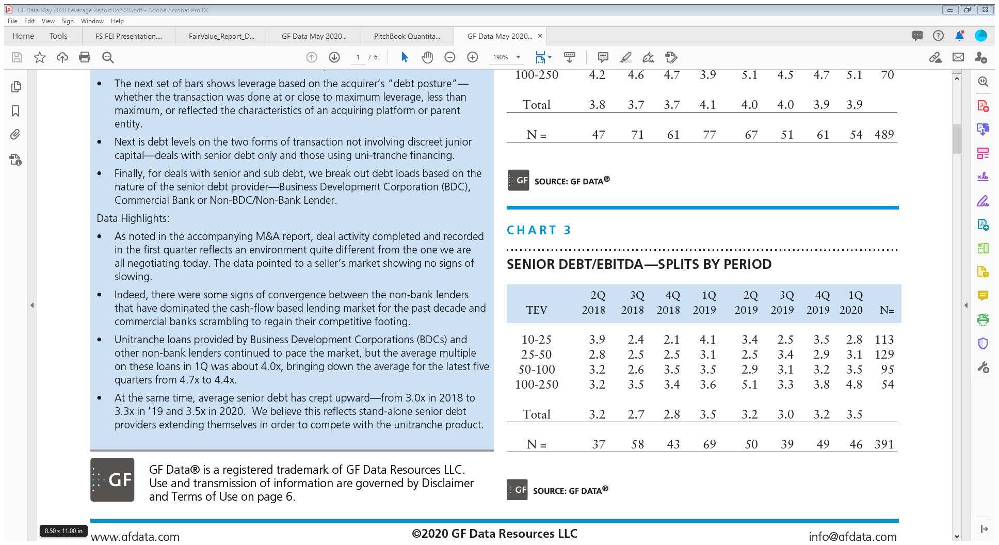 GF Data May 2020 Leverage Report 052020.pdf - Adobe Acrobat Pro DC
File Edit View Sign Window Help
Home Tools FS FEI Presentation.... FairValue_Report_D... GF Data May 2020... PitchBook Quantita... GF Data May 2020... ×
1 / 6 190%
• The next set of bars shows leverage based on the acquirer's "debt posture"—
whether the transaction was done at or close to maximum leverage, less than
maximum, or reflected the characteristics of an acquiring platform or parent
entity.
• Next is debt levels on the two forms of transaction not involving discreet junior
capital—deals with senior debt only and those using uni-tranche financing.
• Finally, for deals with senior and sub debt, we break out debt loads based on the
nature of the senior debt provider—Business Development Corporation (BDC),
Commercial Bank or Non-BDC/Non-Bank Lender.
Data Highlights:
• As noted in the accompanying M&A report, deal activity completed and recorded
in the first quarter reflects an environment quite different from the one we are
all negotiating today. The data pointed to a seller's market showing no signs of
slowing.
• Indeed, there were some signs of convergence between the non-bank lenders
that have dominated the cash-flow based lending market for the past decade and
commercial banks scrambling to regain their competitive footing.
• Unitranche loans provided by Business Development Corporations (BDCs) and
other non-bank lenders continued to pace the market, but the average multiple
on these loans in 1Q was about 4.0x, bringing down the average for the latest five
quarters from 4.7x to 4.4x.
• At the same time, average senior debt has crept upward—from 3.0x in 2018 to
3.3x in '19 and 3.5x in 2020. We believe this reflects stand-alone senior debt
providers extending themselves in order to compete with the unitranche product.
GF
GF Data® is a registered trademark of GF Data Resources LLC.
Use and transmission of information are governed by Disclaimer
and Terms of Use on page 6.
100-250 4.2 4.6 4.7 3.9 5.1 4.5 4.7 5.1 70
Total 3.8 3.7 3.7 4.1 4.0 4.0 3.9 3.9
N = 47 71 61 77 67 51 61 54 489
GF SOURCE: GF DATA®
CHART 3
SENIOR DEBT/EBITDA—SPLITS BY PERIOD
2Q 3Q 4Q 1Q 2Q 3Q 4Q 1Q
TEV 2018 2018 2018 2019 2019 2019 2019 2020 N=
10-25 3.9 2.4 2.1 4.1 3.4 2.5 3.5 2.8 113
25-50 2.8 2.5 2.5 3.1 2.5 3.4 2.9 3.1 129
50-100 3.2 2.6 3.5 3.5 2.9 3.1 3.2 3.5 95
100-250 3.2 3.5 3.4 3.6 5.1 3.3 3.8 4.8 54
Total 3.2 2.7 2.8 3.5 3.2 3.0 3.2 3.5
N = 37 58 43 69 50 39 49 46 391
GF SOURCE: GF DATA®
8.50 x 11.00 in
www.gfdata.com ©2020 GF Data Resources LLC info@gfdata.com